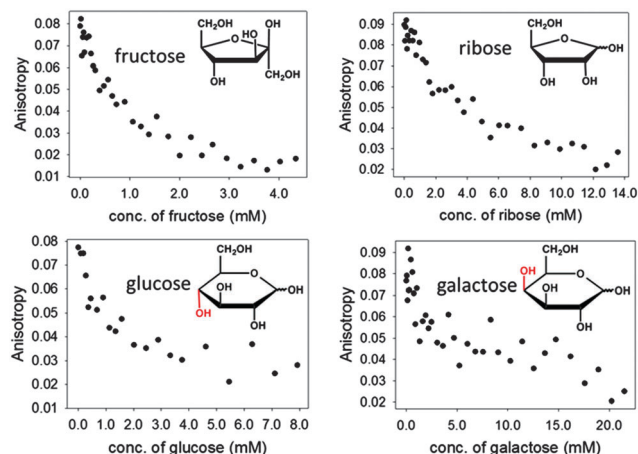 0.08
0.07
0.06
0.05
0.04
0.03
0.02
0.01
Anisotropy
fructose
CH₂OH
O
OH
HO
CH₂OH
OH
0.0 1.0 2.0 3.0 4.0
conc. of fructose (mM)
0.09
0.08
0.07
0.06
0.05
0.04
0.03
0.02
Anisotropy
ribose
CH₂OH
O
OH
OH OH
0.0 2.0 4.0 6.0 8.0 10.0 12.0 14.0
conc. of ribose (mM)
0.08
0.07
0.06
0.05
0.04
0.03
0.02
0.01
Anisotropy
glucose
CH₂OH
O
OH
OH
OH
OH
0.0 1.0 2.0 3.0 4.0 5.0 6.0 7.0 8.0
conc. of glucose (mM)
0.09
0.08
0.07
0.06
0.05
0.04
0.03
0.02
Anisotropy
galactose
CH₂OH
OH
O
OH
OH
OH
0.0 5.0 10.0 15.0 20.0
conc. of galactose (mM)